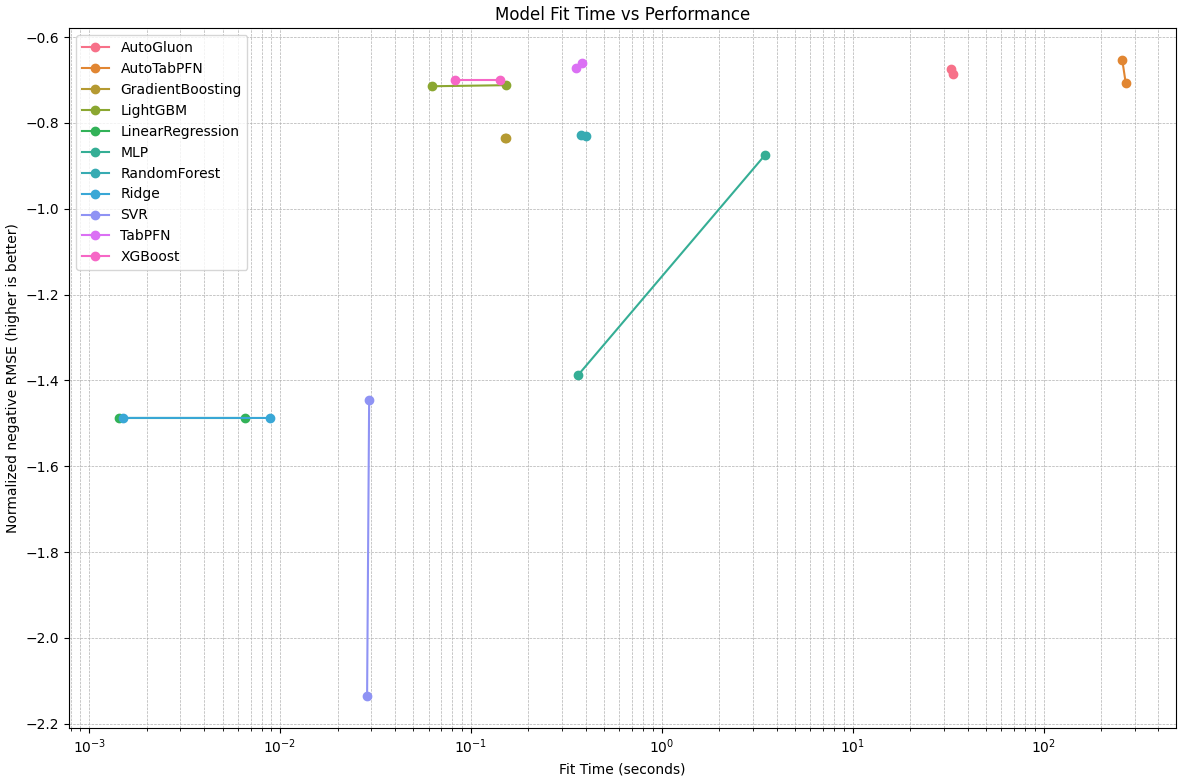 Model Fit Time vs Performance
Normalized negative RMSE (higher is better)
−0.6
−0.8
−1.0
−1.2
−1.4
−1.6
−1.8
−2.0
−2.2
AutoGluon
AutoTabPFN
GradientBoosting
LightGBM
LinearRegression
MLP
RandomForest
Ridge
SVR
TabPFN
XGBoost
10⁻³
10⁻²
10⁻¹
10⁰
10¹
10²
Fit Time (seconds)